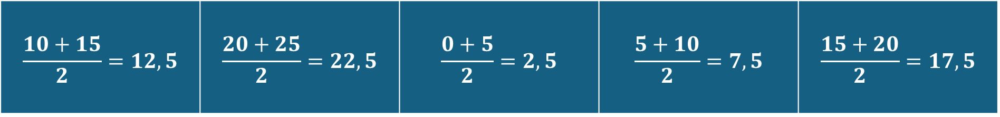 (10 + 15)/2 = 12,5
(20 + 25)/2 = 22,5
(0 + 5)/2 = 2,5
(5 + 10)/2 = 7,5
(15 + 20)/2 = 17,5